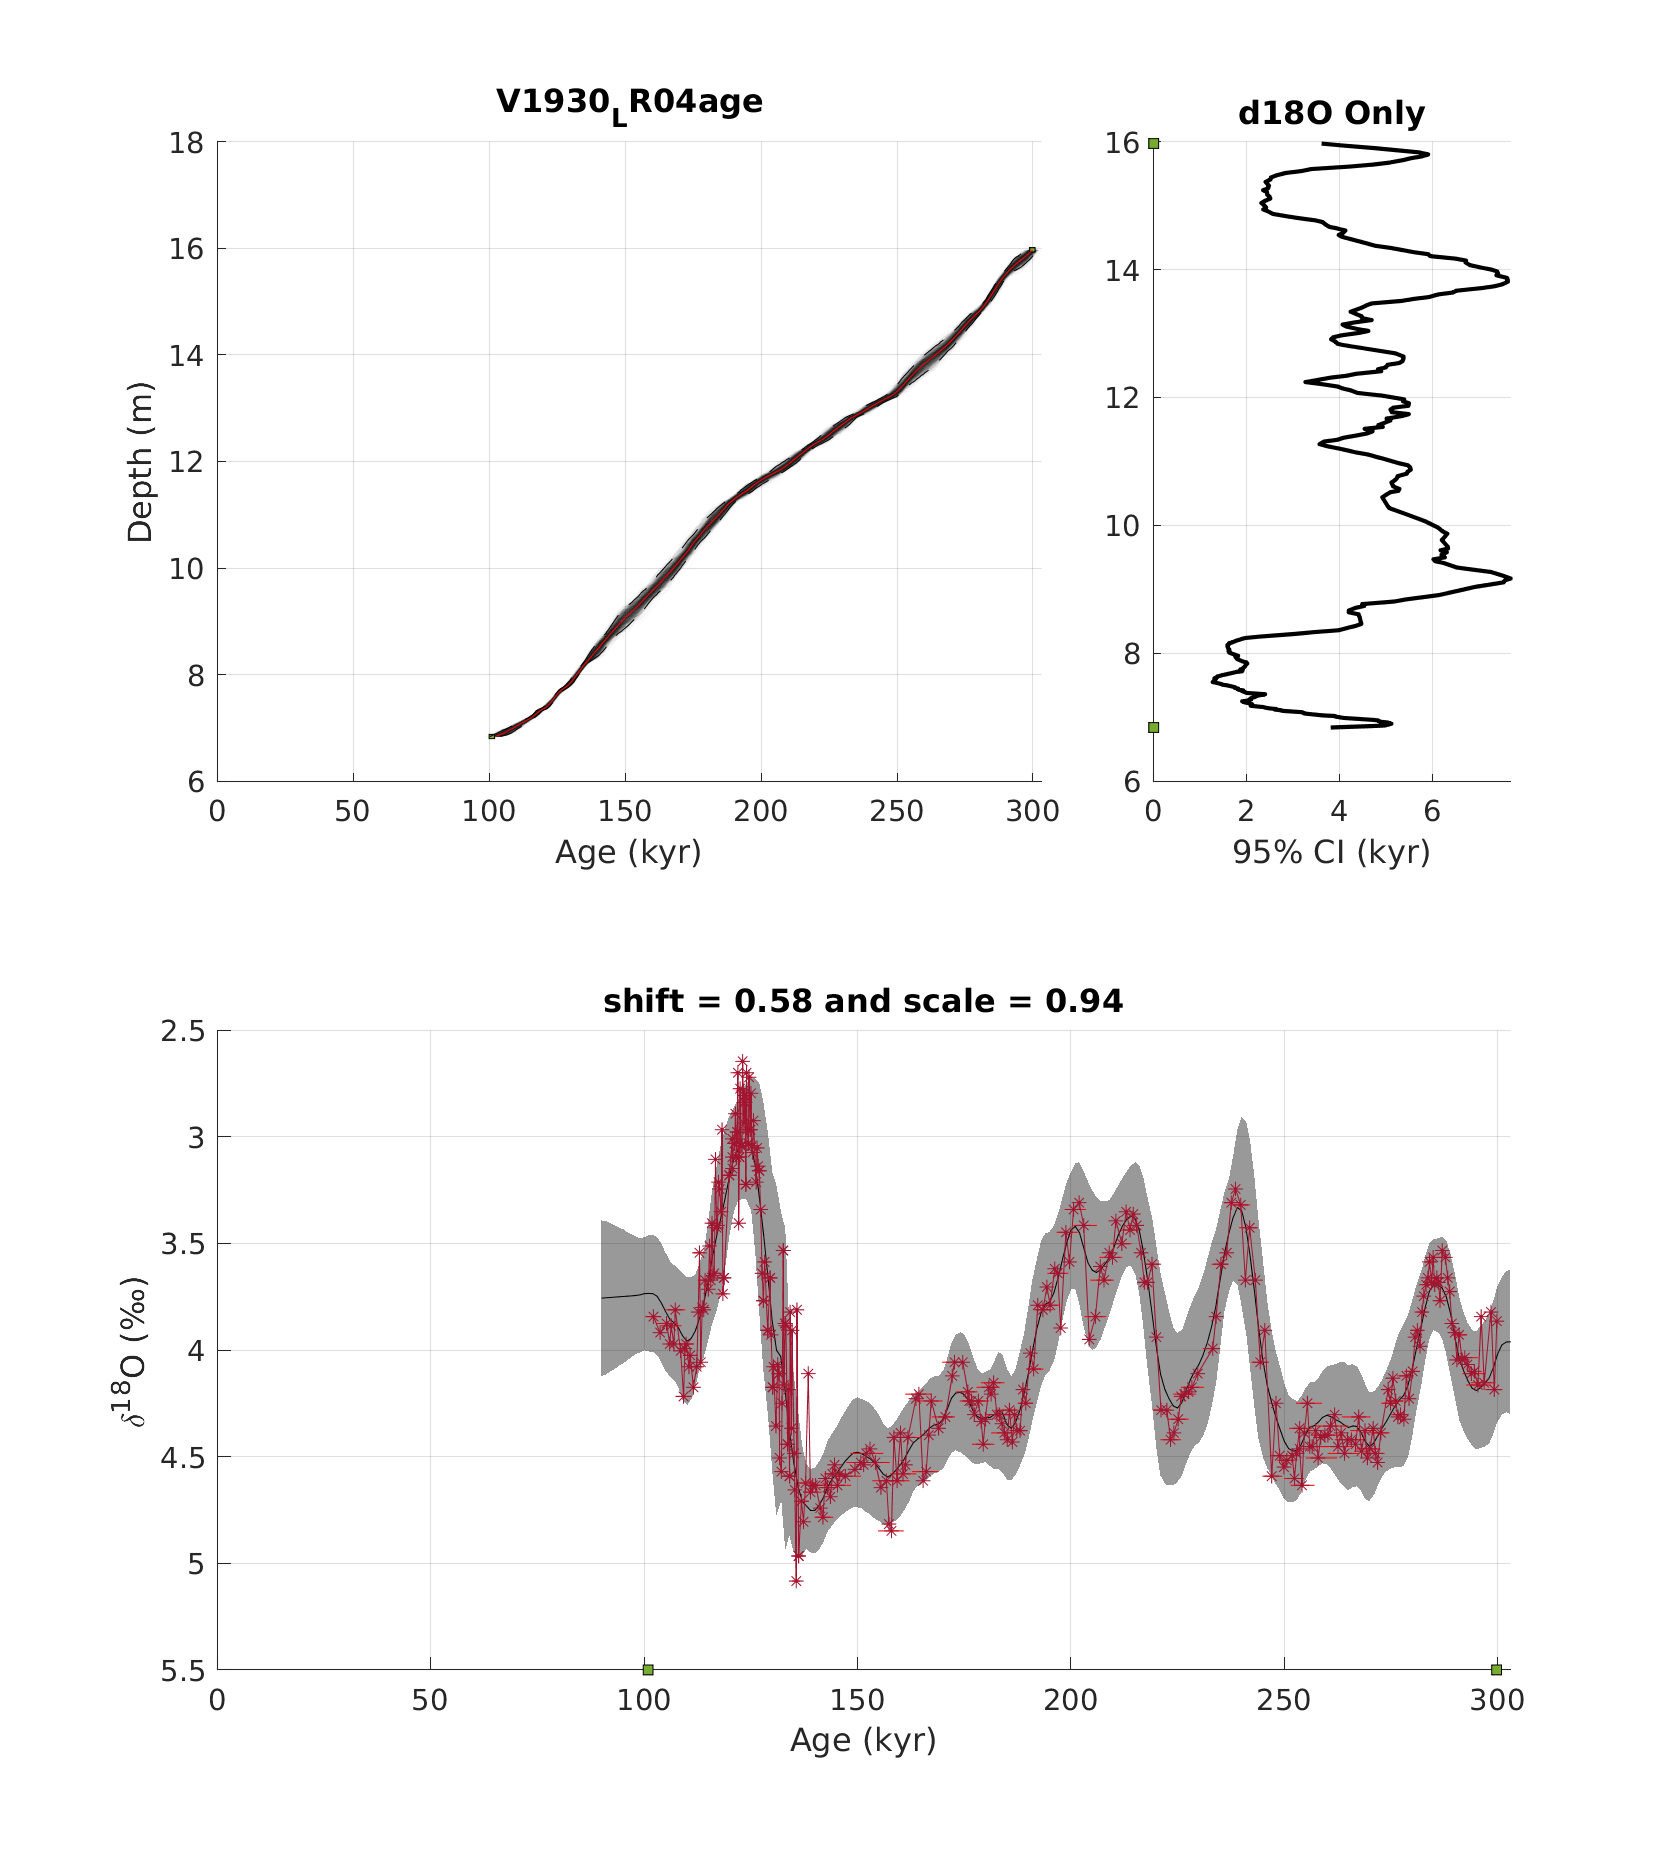 V1930LR04age
d18O Only
18
16
14
12
10
8
6
Depth (m)
0 50 100 150 200 250 300
Age (kyr)
16
14
12
10
8
6
0 2 4 6
95% CI (kyr)
shift = 0.58 and scale = 0.94
2.5
3
3.5
4
4.5
5
5.5
δ18O (‰)
0 50 100 150 200 250 300
Age (kyr)